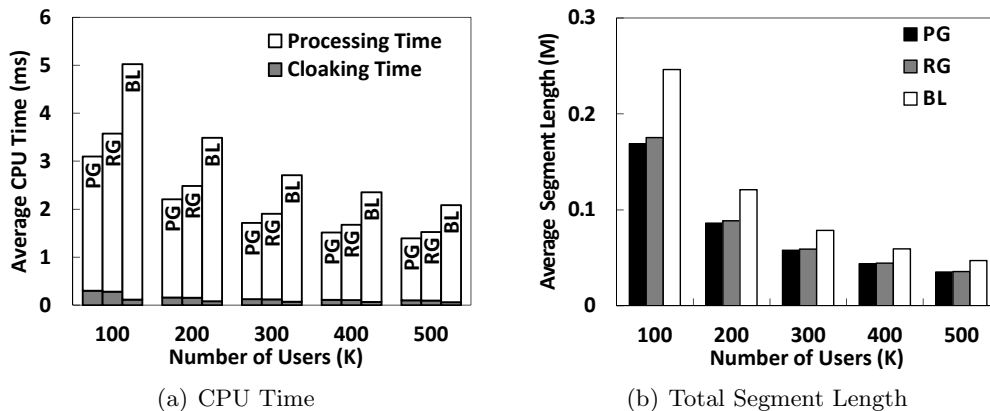 6
5
4
3
2
1
0
Average CPU Time (ms)
Processing Time
Cloaking Time
PG
RG
BL
PG
RG
BL
PG
RG
BL
PG
RG
BL
PG
RG
BL
100 200 300 400 500
Number of Users (K)
(a) CPU Time
0.3
0.2
0.1
0
Average Segment Length (M)
PG
RG
BL
100 200 300 400 500
Number of Users (K)
(b) Total Segment Length